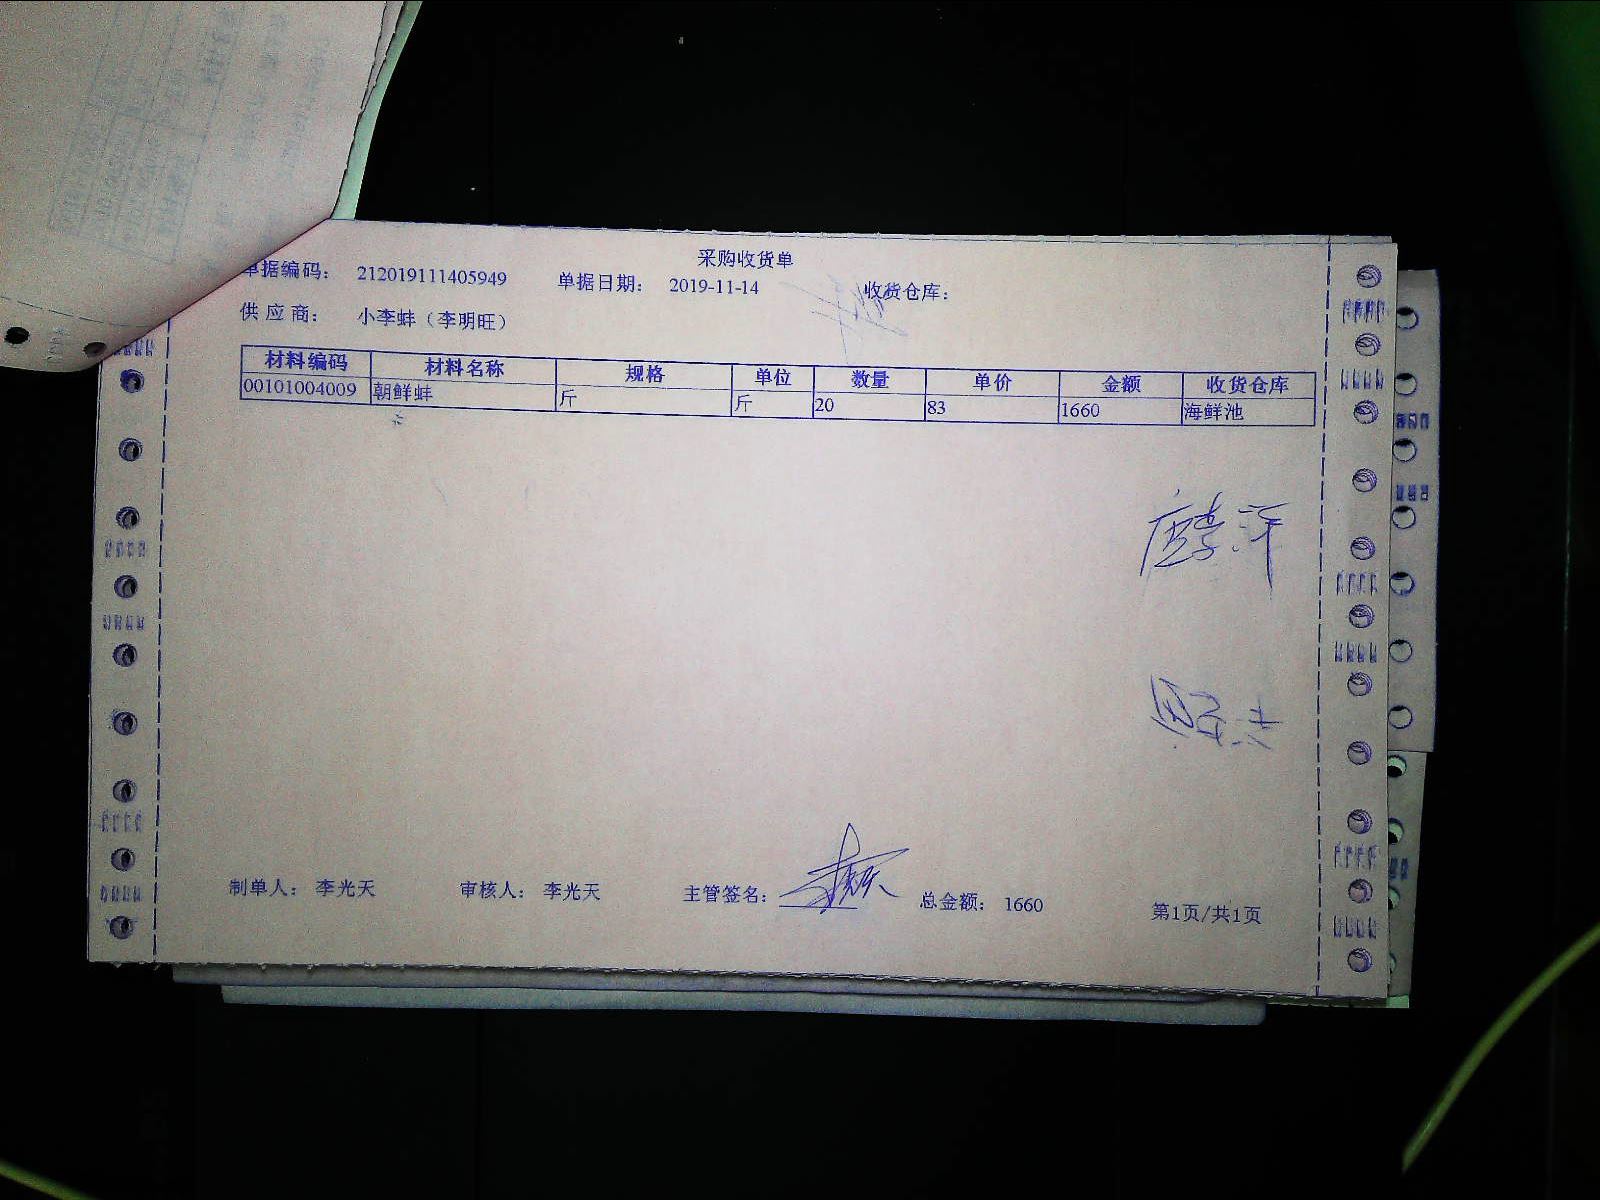 采购收货单
单据编码： 212019111405949 单据日期： 2019-11-14 收货仓库：
供 应 商： 小李蚌（李明旺）
材料编码 材料名称 规格 单位 数量 单价 金额 收货仓库
00101004009 朝鲜蚌 斤 斤 20 83 1660 海鲜池
制单人： 李光天 审核人： 李光天 主管签名： 总金额： 1660 第1页/共1页